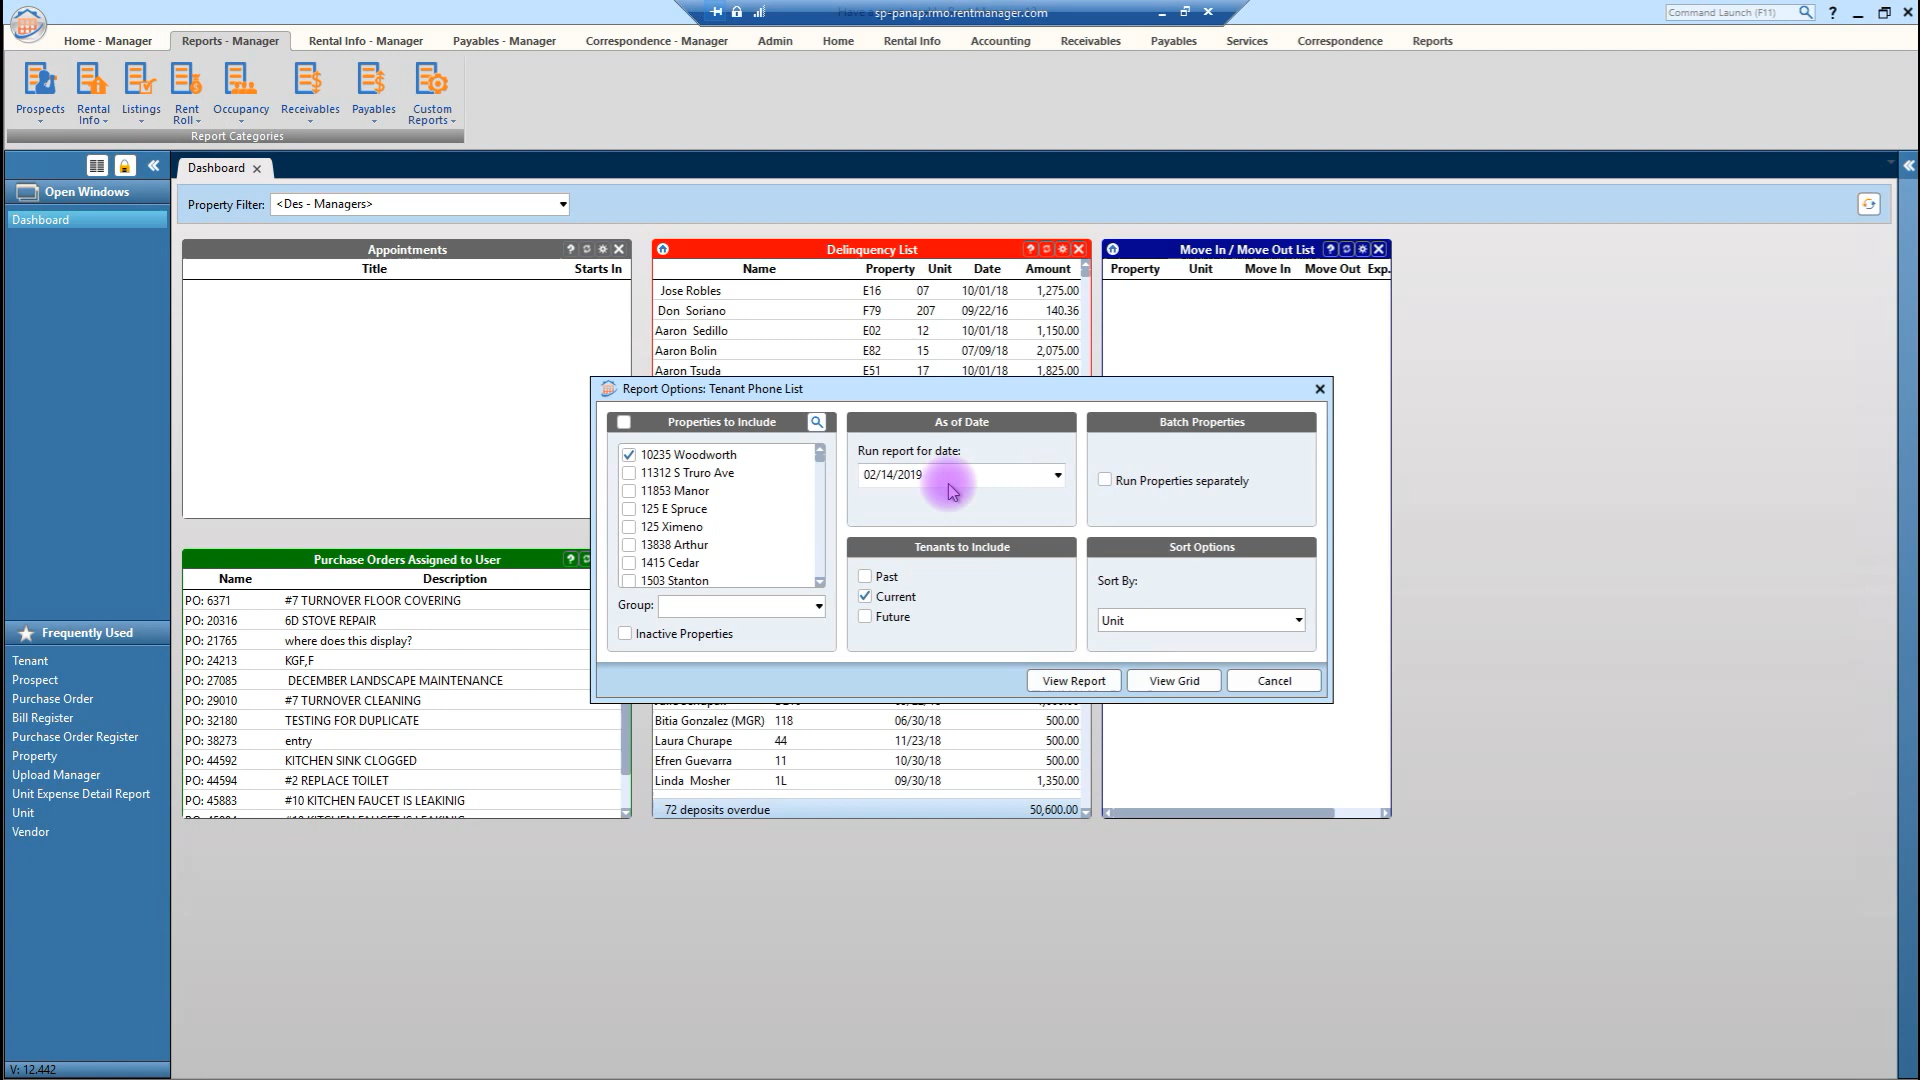 sp-panap.rmo.rentmanager.com
Command Launch (F11)
Home - Manager
Reports - Manager
Rental Info - Manager
Payables - Manager
Correspondence - Manager
Admin
Home
Rental Info
Accounting
Receivables
Payables
Services
Correspondence
Reports
Prospects
Rental Info
Listings
Rent Roll
Occupancy
Receivables
Payables
Custom Reports
Report Categories
Open Windows
Dashboard
Dashboard
Property Filter: <Des - Managers>
Appointments
Title Starts In
Delinquency List
Name Property Unit Date Amount
Jose Robles E16 07 10/01/18 1,275.00
Don Soriano F79 207 09/22/16 140.36
Aaron Sedillo E02 12 10/01/18 1,150.00
Aaron Bolin E82 15 07/09/18 2,075.00
Aaron Tsuda E51 17 10/01/18 1,825.00
Move In / Move Out List
Property Unit Move In Move Out Exp.
Report Options: Tenant Phone List
Properties to Include
10235 Woodworth
11312 S Truro Ave
11853 Manor
125 E Spruce
125 Ximeno
13838 Arthur
1415 Cedar
1503 Stanton
Group:
Inactive Properties
As of Date
Run report for date:
02/14/2019
Tenants to Include
Past
Current
Future
Batch Properties
Run Properties separately
Sort Options
Sort By:
Unit
View Report
View Grid
Cancel
Purchase Orders Assigned to User
Name Description
PO: 6371 #7 TURNOVER FLOOR COVERING
PO: 20316 6D STOVE REPAIR
PO: 21765 where does this display?
PO: 24213 KGF,F
PO: 27085 DECEMBER LANDSCAPE MAINTENANCE
PO: 29010 #7 TURNOVER CLEANING
PO: 32180 TESTING FOR DUPLICATE
PO: 38273 entry
PO: 44592 KITCHEN SINK CLOGGED
PO: 44594 #2 REPLACE TOILET
PO: 45883 #10 KITCHEN FAUCET IS LEAKINIG
Bitia Gonzalez (MGR) 118 06/30/18 500.00
Laura Churape 44 11/23/18 500.00
Efren Guevarra 11 10/30/18 500.00
Linda Mosher 1L 09/30/18 1,350.00
72 deposits overdue 50,600.00
Frequently Used
Tenant
Prospect
Purchase Order
Bill Register
Purchase Order Register
Property
Upload Manager
Unit Expense Detail Report
Unit
Vendor
V: 12.442